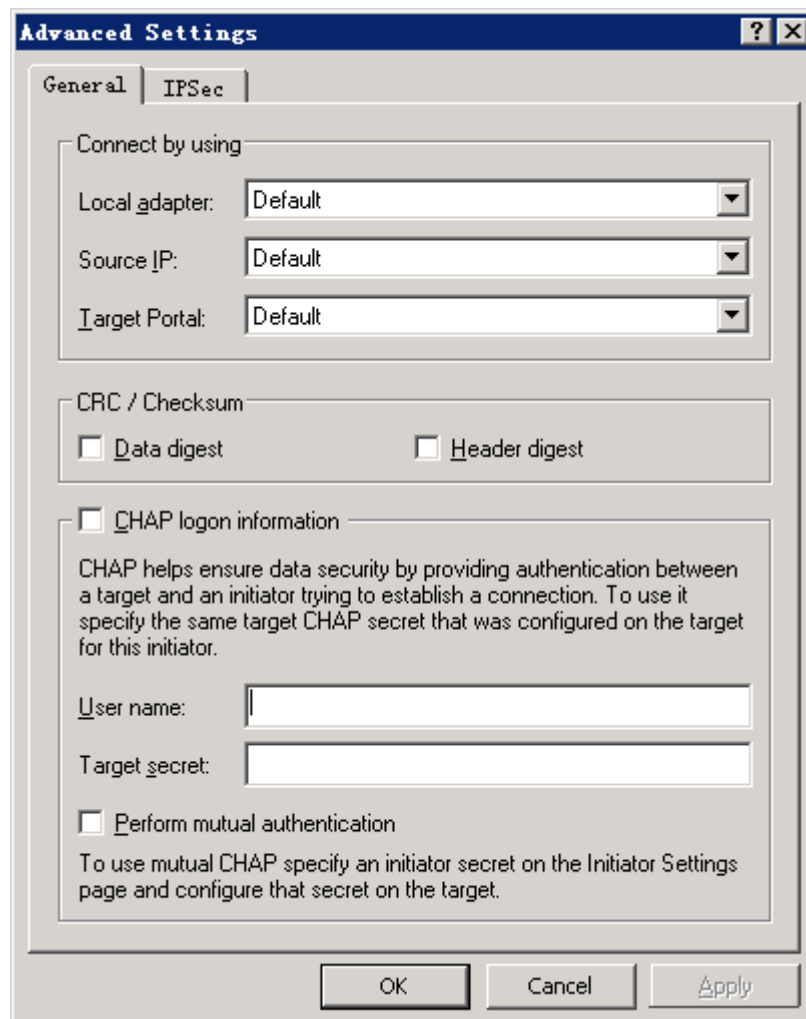 Advanced Settings
General IPSec
Connect by using
Local adapter: Default
Source IP: Default
Target Portal: Default
CRC / Checksum
Data digest Header digest
CHAP logon information
CHAP helps ensure data security by providing authentication between
a target and an initiator trying to establish a connection. To use it
specify the same target CHAP secret that was configured on the target
for this initiator.
User name:
Target secret:
Perform mutual authentication
To use mutual CHAP specify an initiator secret on the Initiator Settings
page and configure that secret on the target.
OK Cancel Apply